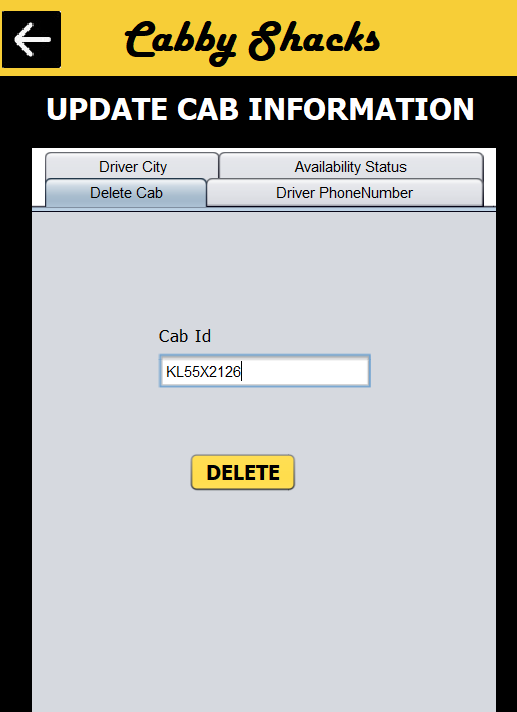 Cabby Shacks
UPDATE CAB INFORMATION
Driver City Availability Status
Delete Cab Driver PhoneNumber
Cab Id
KL55X2126
DELETE